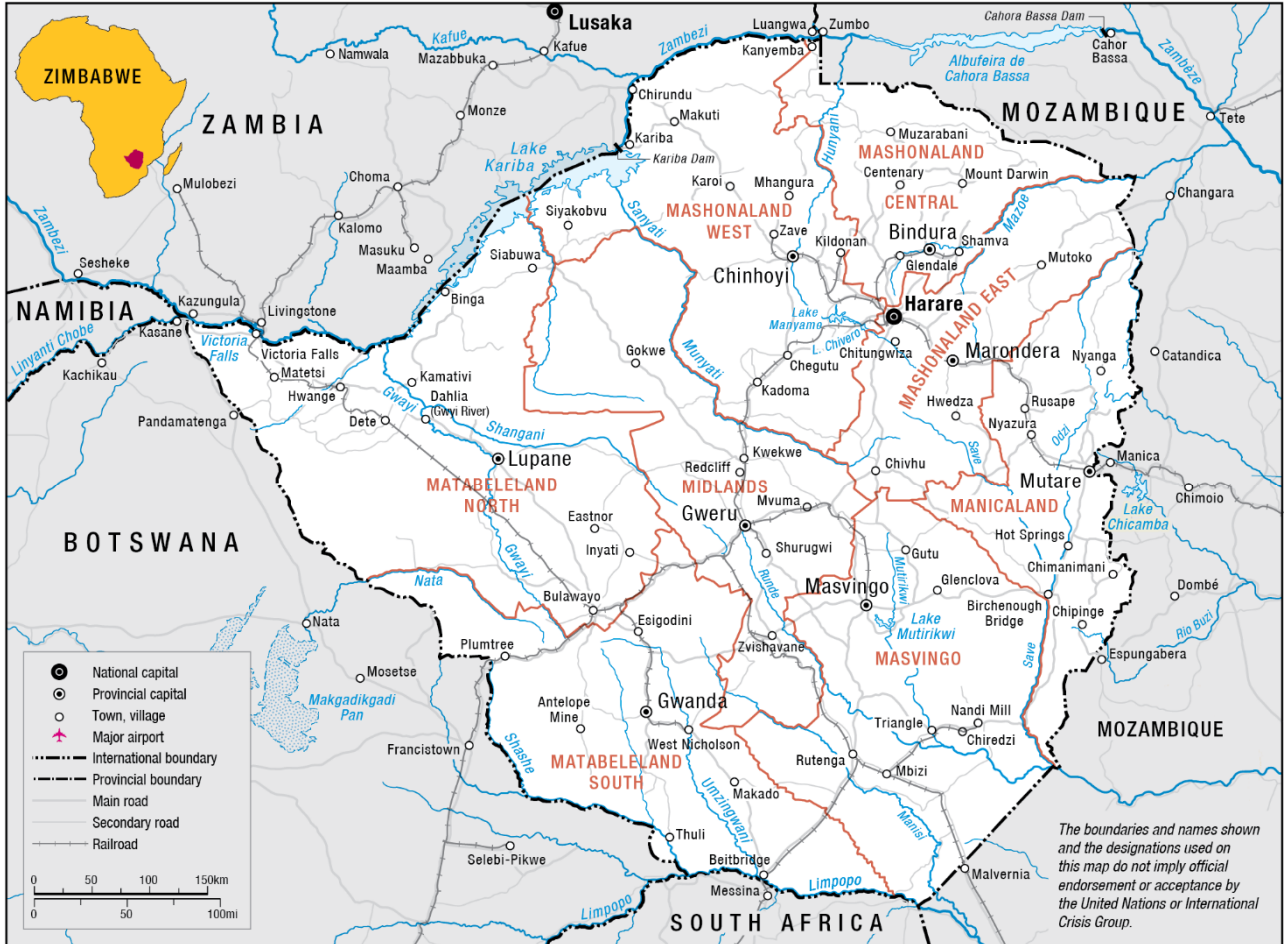 Lusaka
Luangwa
Zumbo
Cahora Bassa Dam
Kafue
Zambezi
Kafue
Kanyemba
Albufeira de
Cahora Bassa
Cahor
Bassa
Zambèze
Namwala
Mazabbuka
ZIMBABWE
Chirundu
MOZAMBIQUE
Tete
ZAMBIA
Monze
Makuti
Hunyani
Muzarabani
MASHONALAND
CENTRAL
Kariba
Kariba Dam
Lake
Kariba
Centenary
Mount Darwin
Mulobezi
Choma
Karoi
Mhangura
Changara
Mazoe
Siyakobvu
Sanyati
MASHONALAND
WEST
Zambezi
Kalomo
Masuku
Maamba
Zave
Kildonan
Bindura
Shamva
Glendale
Mutoko
Sesheke
Siabuwa
Chinhoyi
Binga
Harare
MASHONALAND EAST
NAMIBIA
Kazungula
Livingstone
Kasane
Victoria
Falls
Lake
Manyame
L. Chivero
Chitungwiza
Linyanti Chobe
Kachikau
Victoria Falls
Matetsi
Munyati
Gokwe
Chegutu
Marondera
Nyanga
Catandica
Hwange
Kamativi
Dahlia
(Gwyi River)
Gwayi
Kadoma
Pandamatenga
Dete
Shangani
Hwedza
Rusape
Nyazura
Odzi
Save
Lupane
Kwekwe
Redcliff
Chivhu
Manica
Mutare
Chimoio
MATABELELAND
NORTH
MIDLANDS
Mvuma
MANICALAND
Lake
Chicamba
Eastnor
Gweru
BOTSWANA
Inyati
Shurugwi
Gutu
Hot Springs
Gwayi
Runde
Mutirikwi
Chimanimani
Nata
Masvingo
Glenclova
Dombé
Bulawayo
Birchenough
Bridge
Chipinge
Nata
Esigodini
Lake
Mutirikwi
Rio Buzi
Plumtree
Zvishavane
MASVINGO
Save
Espungabera
National capital
Provincial capital
Town, village
Major airport
International boundary
Provincial boundary
Main road
Secondary road
Railroad
0 50 100 150km
0 50 100mi
Mosetse
Makgadikgadi
Pan
Antelope
Mine
Gwanda
Nandi Mill
Triangle
Chiredzi
MOZAMBIQUE
Francistown
Shashe
West Nicholson
MATABELELAND
SOUTH
Umzingwani
Rutenga
Mbizi
Makado
Manisi
Thuli
Selebi-Pikwe
Beitbridge
Messina
Limpopo
Limpopo
Malvernia
SOUTH AFRICA
The boundaries and names shown
and the designations used on
this map do not imply official
endorsement or acceptance by
the United Nations or International
Crisis Group.